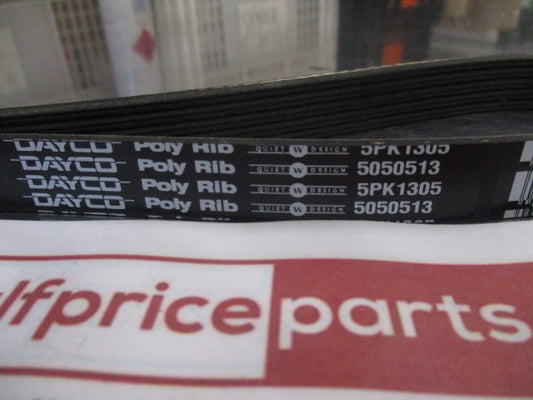 DAYCO Poly Rib QUIET W DESIGN 5PK1305
DAYCO Poly Rib QUIET W DESIGN 5050513
DAYCO Poly Rib QUIET W DESIGN 5PK1305
DAYCO Poly Rib QUIET W DESIGN 5050513
lfpriceparts